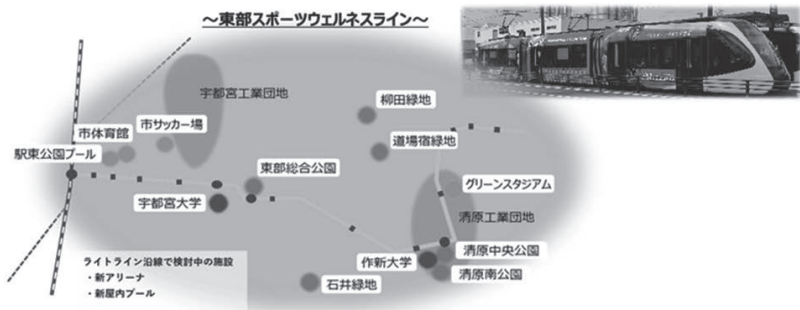 ～東部スポーツウェルネスライン～
宇都宮工業団地
柳田緑地
市サッカー場
市体育館
道場宿緑地
駅東公園プール
東部総合公園
グリーンスタジアム
宇都宮大学
清原工業団地
清原中央公園
作新大学
清原南公園
石井緑地
ライトライン沿線で検討中の施設
・新アリーナ
・新屋内プール